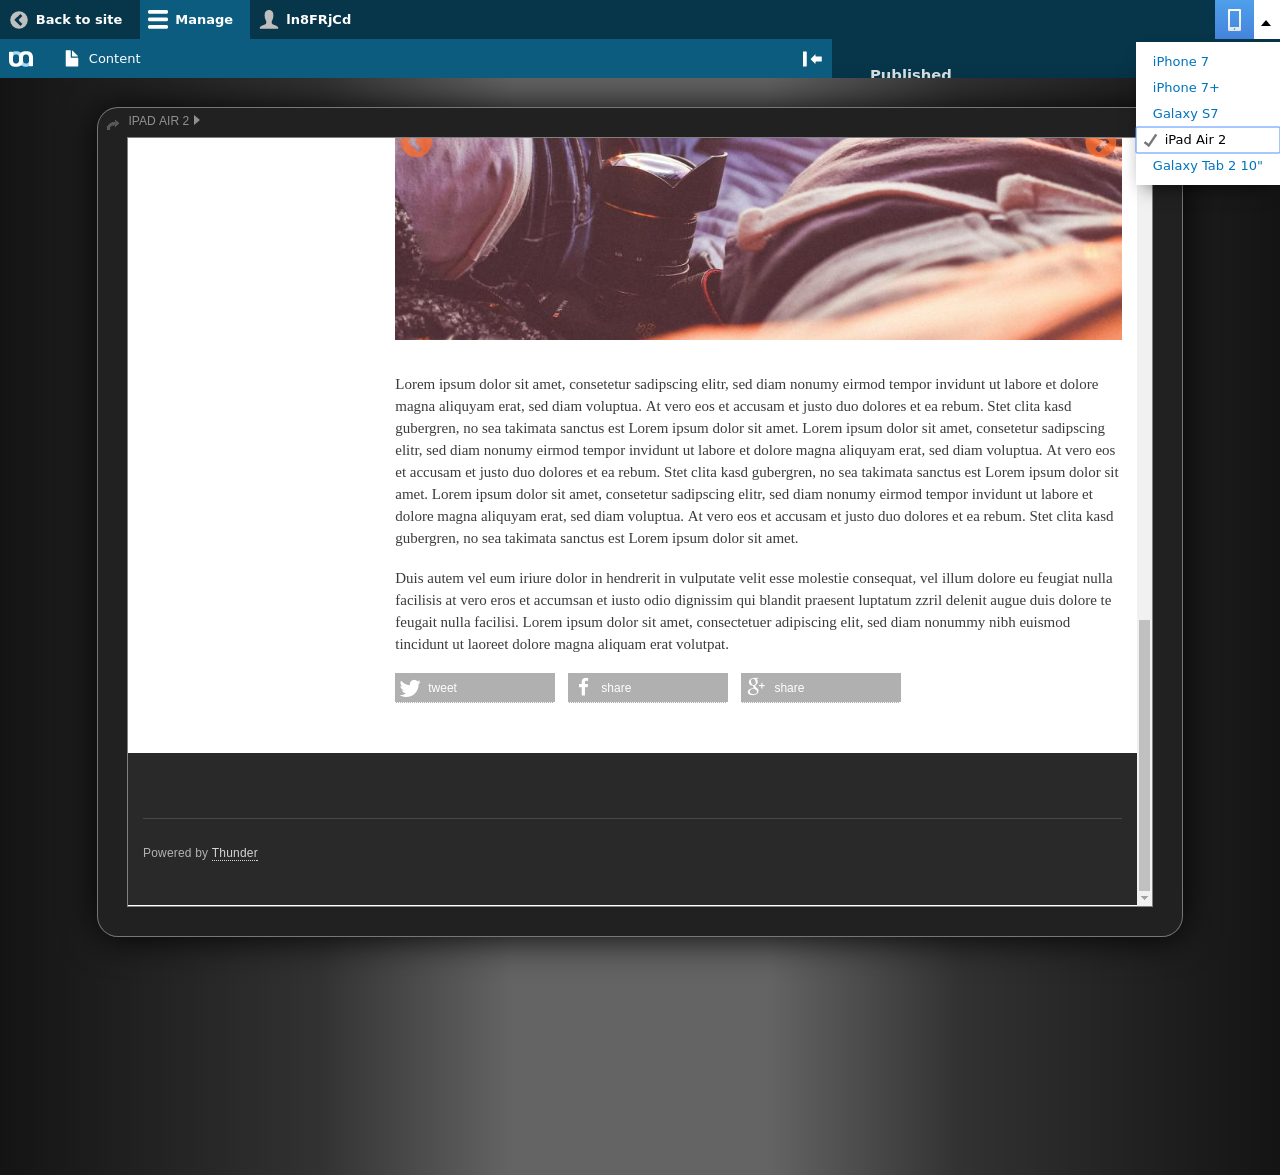 Back to site
Manage
ln8FRjCd
Content
Published
iPhone 7
iPhone 7+
Galaxy S7
iPad Air 2
Galaxy Tab 2 10"
IPAD AIR 2
Lorem ipsum dolor sit amet, consetetur sadipscing elitr, sed diam nonumy eirmod tempor invidunt ut labore et dolore
magna aliquyam erat, sed diam voluptua. At vero eos et accusam et justo duo dolores et ea rebum. Stet clita kasd
gubergren, no sea takimata sanctus est Lorem ipsum dolor sit amet. Lorem ipsum dolor sit amet, consetetur sadipscing
elitr, sed diam nonumy eirmod tempor invidunt ut labore et dolore magna aliquyam erat, sed diam voluptua. At vero eos
et accusam et justo duo dolores et ea rebum. Stet clita kasd gubergren, no sea takimata sanctus est Lorem ipsum dolor sit
amet. Lorem ipsum dolor sit amet, consetetur sadipscing elitr, sed diam nonumy eirmod tempor invidunt ut labore et
dolore magna aliquyam erat, sed diam voluptua. At vero eos et accusam et justo duo dolores et ea rebum. Stet clita kasd
gubergren, no sea takimata sanctus est Lorem ipsum dolor sit amet.
Duis autem vel eum iriure dolor in hendrerit in vulputate velit esse molestie consequat, vel illum dolore eu feugiat nulla
facilisis at vero eros et accumsan et iusto odio dignissim qui blandit praesent luptatum zzril delenit augue duis dolore te
feugait nulla facilisi. Lorem ipsum dolor sit amet, consectetuer adipiscing elit, sed diam nonummy nibh euismod
tincidunt ut laoreet dolore magna aliquam erat volutpat.
tweet
share
share
Powered by Thunder